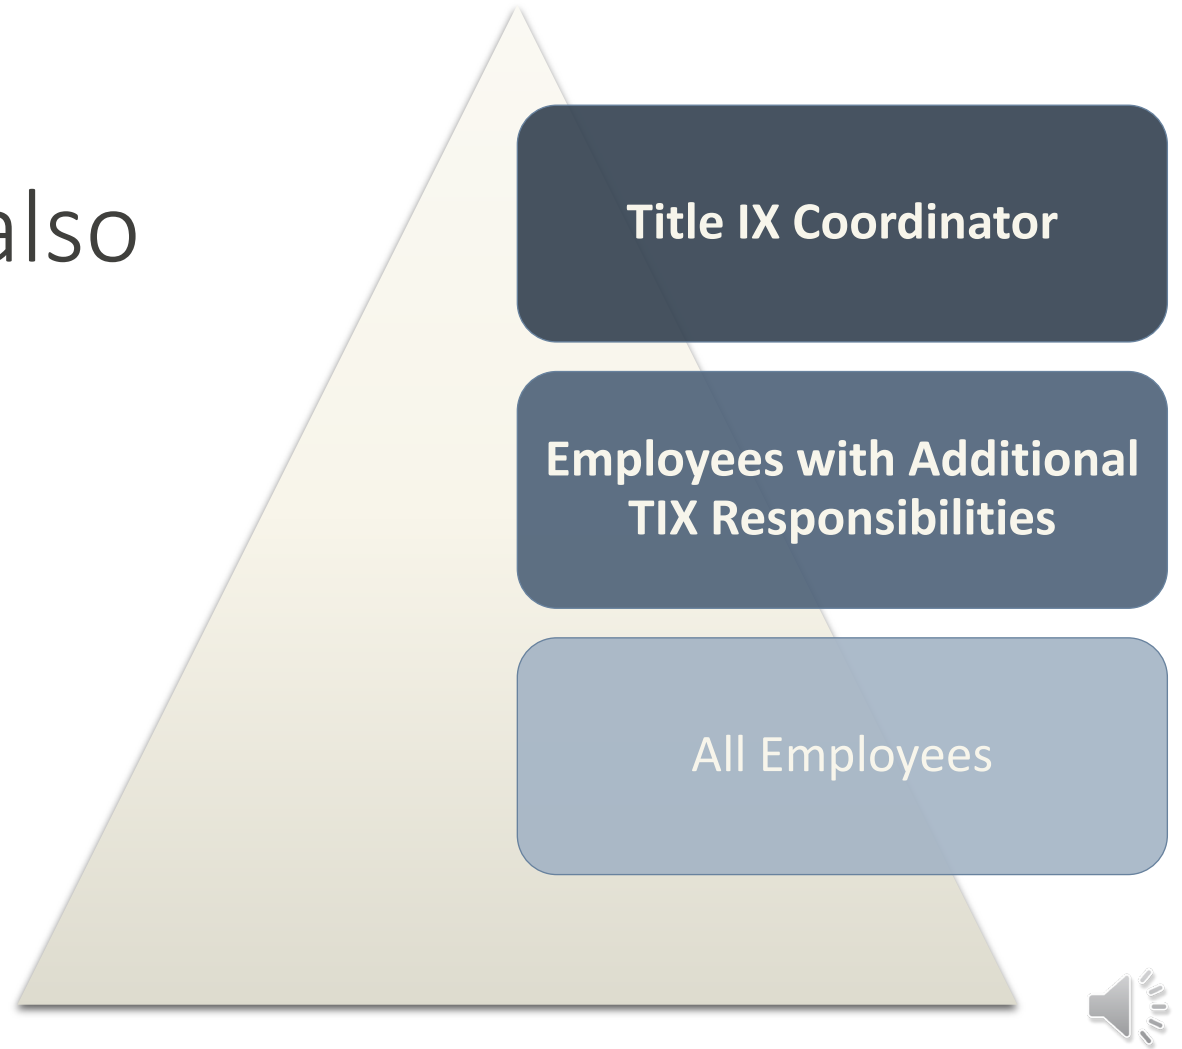 also
Title IX Coordinator
Employees with Additional
TIX Responsibilities
All Employees